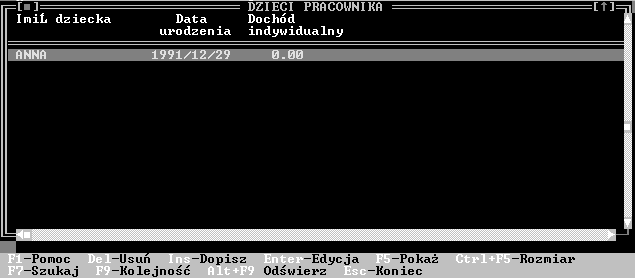 DZIECI PRACOWNIKA
ImiĿ dziecka Data Dochód
urodzenia indywidualny
ANNA 1991/12/29 0.00
F1-Pomoc Del-Usuń Ins-Dopisz Enter-Edycja F5-Pokaż Ctrl+F5-Rozmiar
F7-Szukaj F9-Kolejność Alt+F9 Odświerz Esc-Koniec